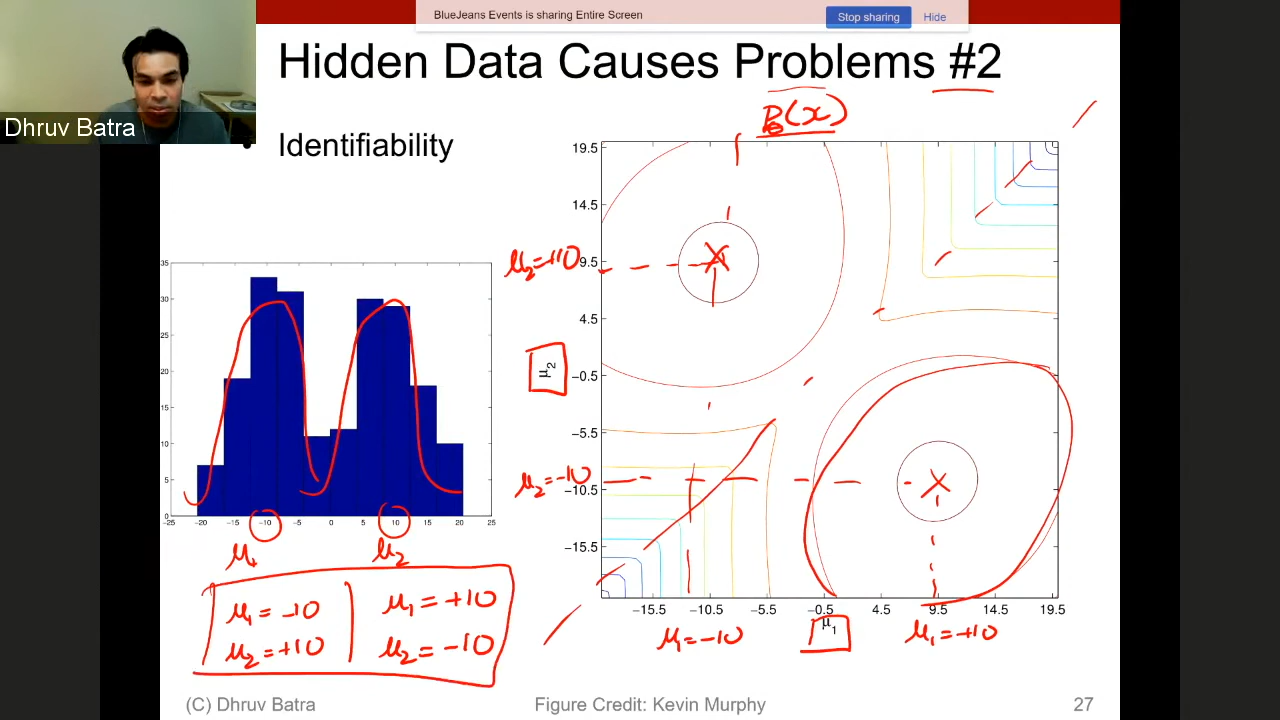 BlueJeans Events is sharing Entire Screen
Stop sharing
Hide
Hidden Data Causes Problems #2
Dhruv Batra
• Identifiability
P_θ(x)
35
30
25
20
15
10
5
0
-25 -20 -15 -10 -5 0 5 10 15 20 25
μ₁ μ₂
μ₁ = -10
μ₂ = +10
μ₁ = +10
μ₂ = -10
19.5
14.5
μ₂=+10 9.5
4.5
μ₂ -0.5
-5.5
μ₂=-10 -10.5
-15.5
-15.5 -10.5 -5.5 -0.5 4.5 9.5 14.5 19.5
μ₁
μ₁=-10 μ₁=+10
(C) Dhruv Batra
Figure Credit: Kevin Murphy
27